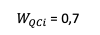 W_QCi = 0,7